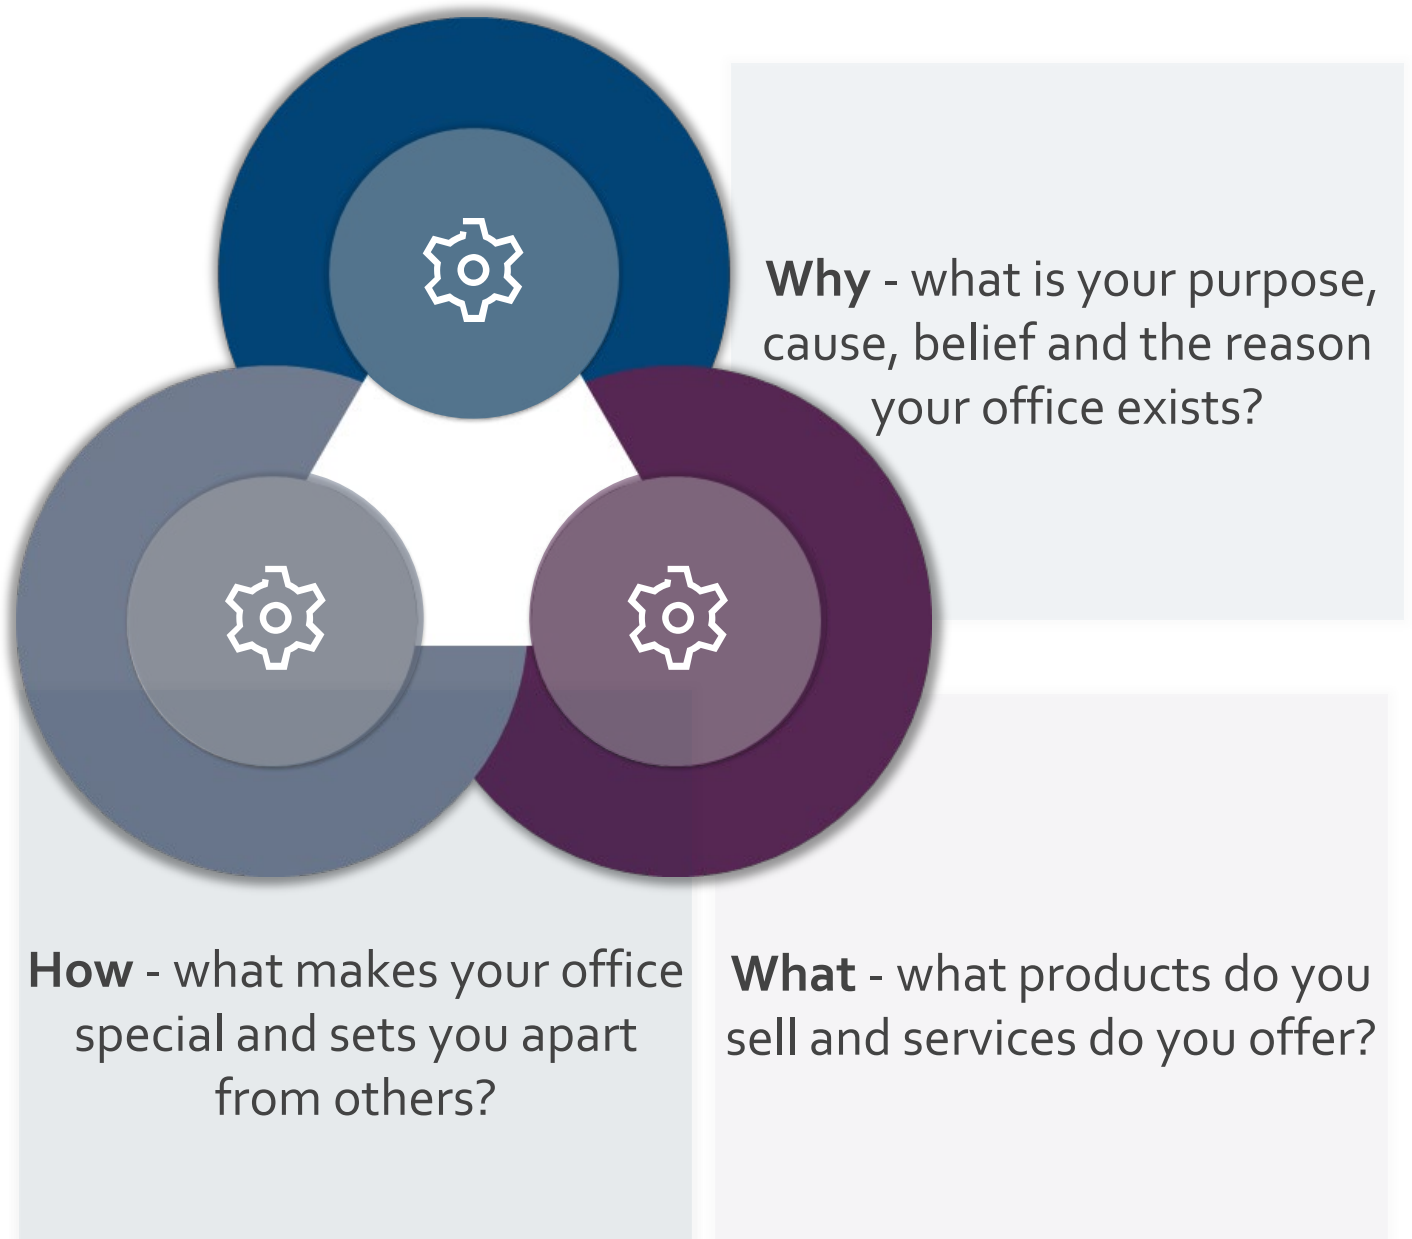 Why - what is your purpose,
cause, belief and the reason
your office exists?
How - what makes your office
special and sets you apart
from others?
What - what products do you
sell and services do you offer?